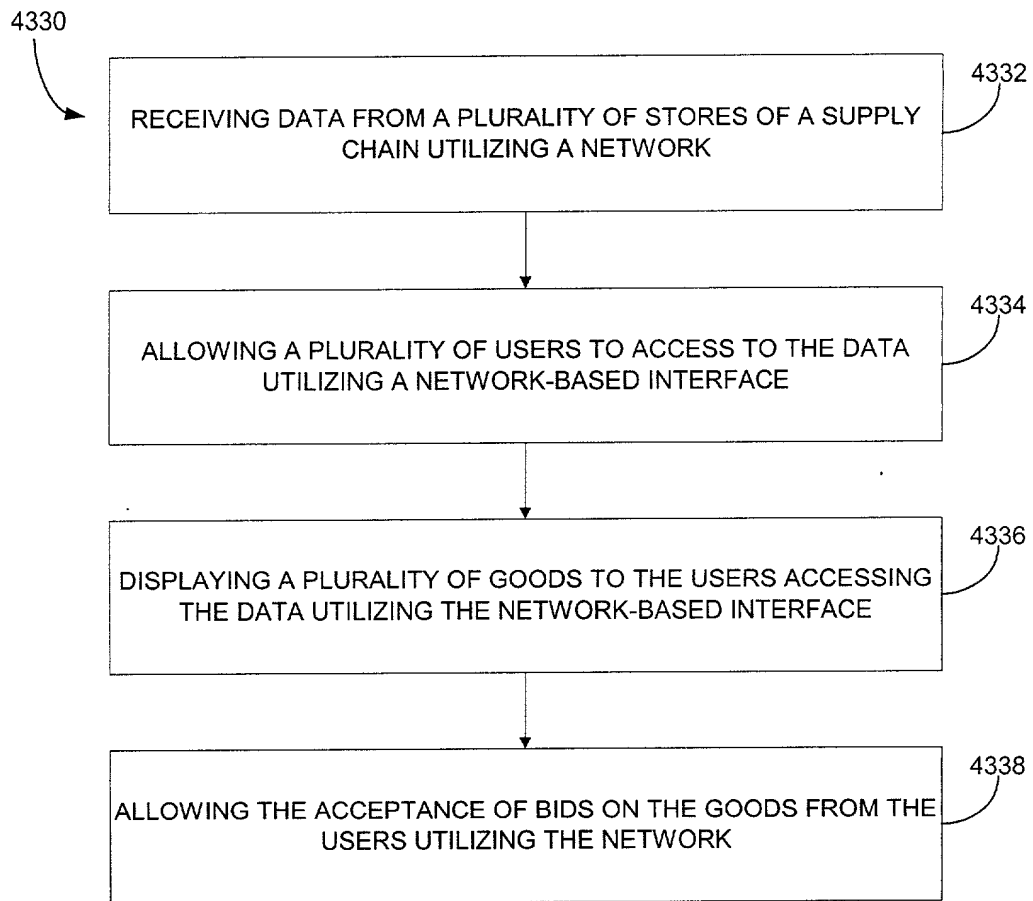 4330
4332
RECEIVING DATA FROM A PLURALITY OF STORES OF A SUPPLY
CHAIN UTILIZING A NETWORK
4334
ALLOWING A PLURALITY OF USERS TO ACCESS TO THE DATA
UTILIZING A NETWORK-BASED INTERFACE
4336
DISPLAYING A PLURALITY OF GOODS TO THE USERS ACCESSING
THE DATA UTILIZING THE NETWORK-BASED INTERFACE
4338
ALLOWING THE ACCEPTANCE OF BIDS ON THE GOODS FROM THE
USERS UTILIZING THE NETWORK